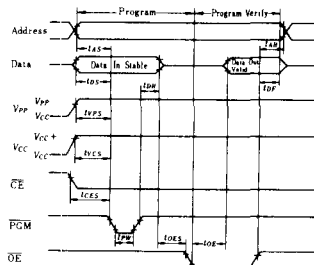 Program Program Verify
Address
tAS tAH
Data Data In Stable Data Out Valid
tDS tDH tDF
VPP VPP
VCC tVPS
VCC VCC +
VCC tVCS
CE
tCES
PGM
tPW tOES tOE
OE